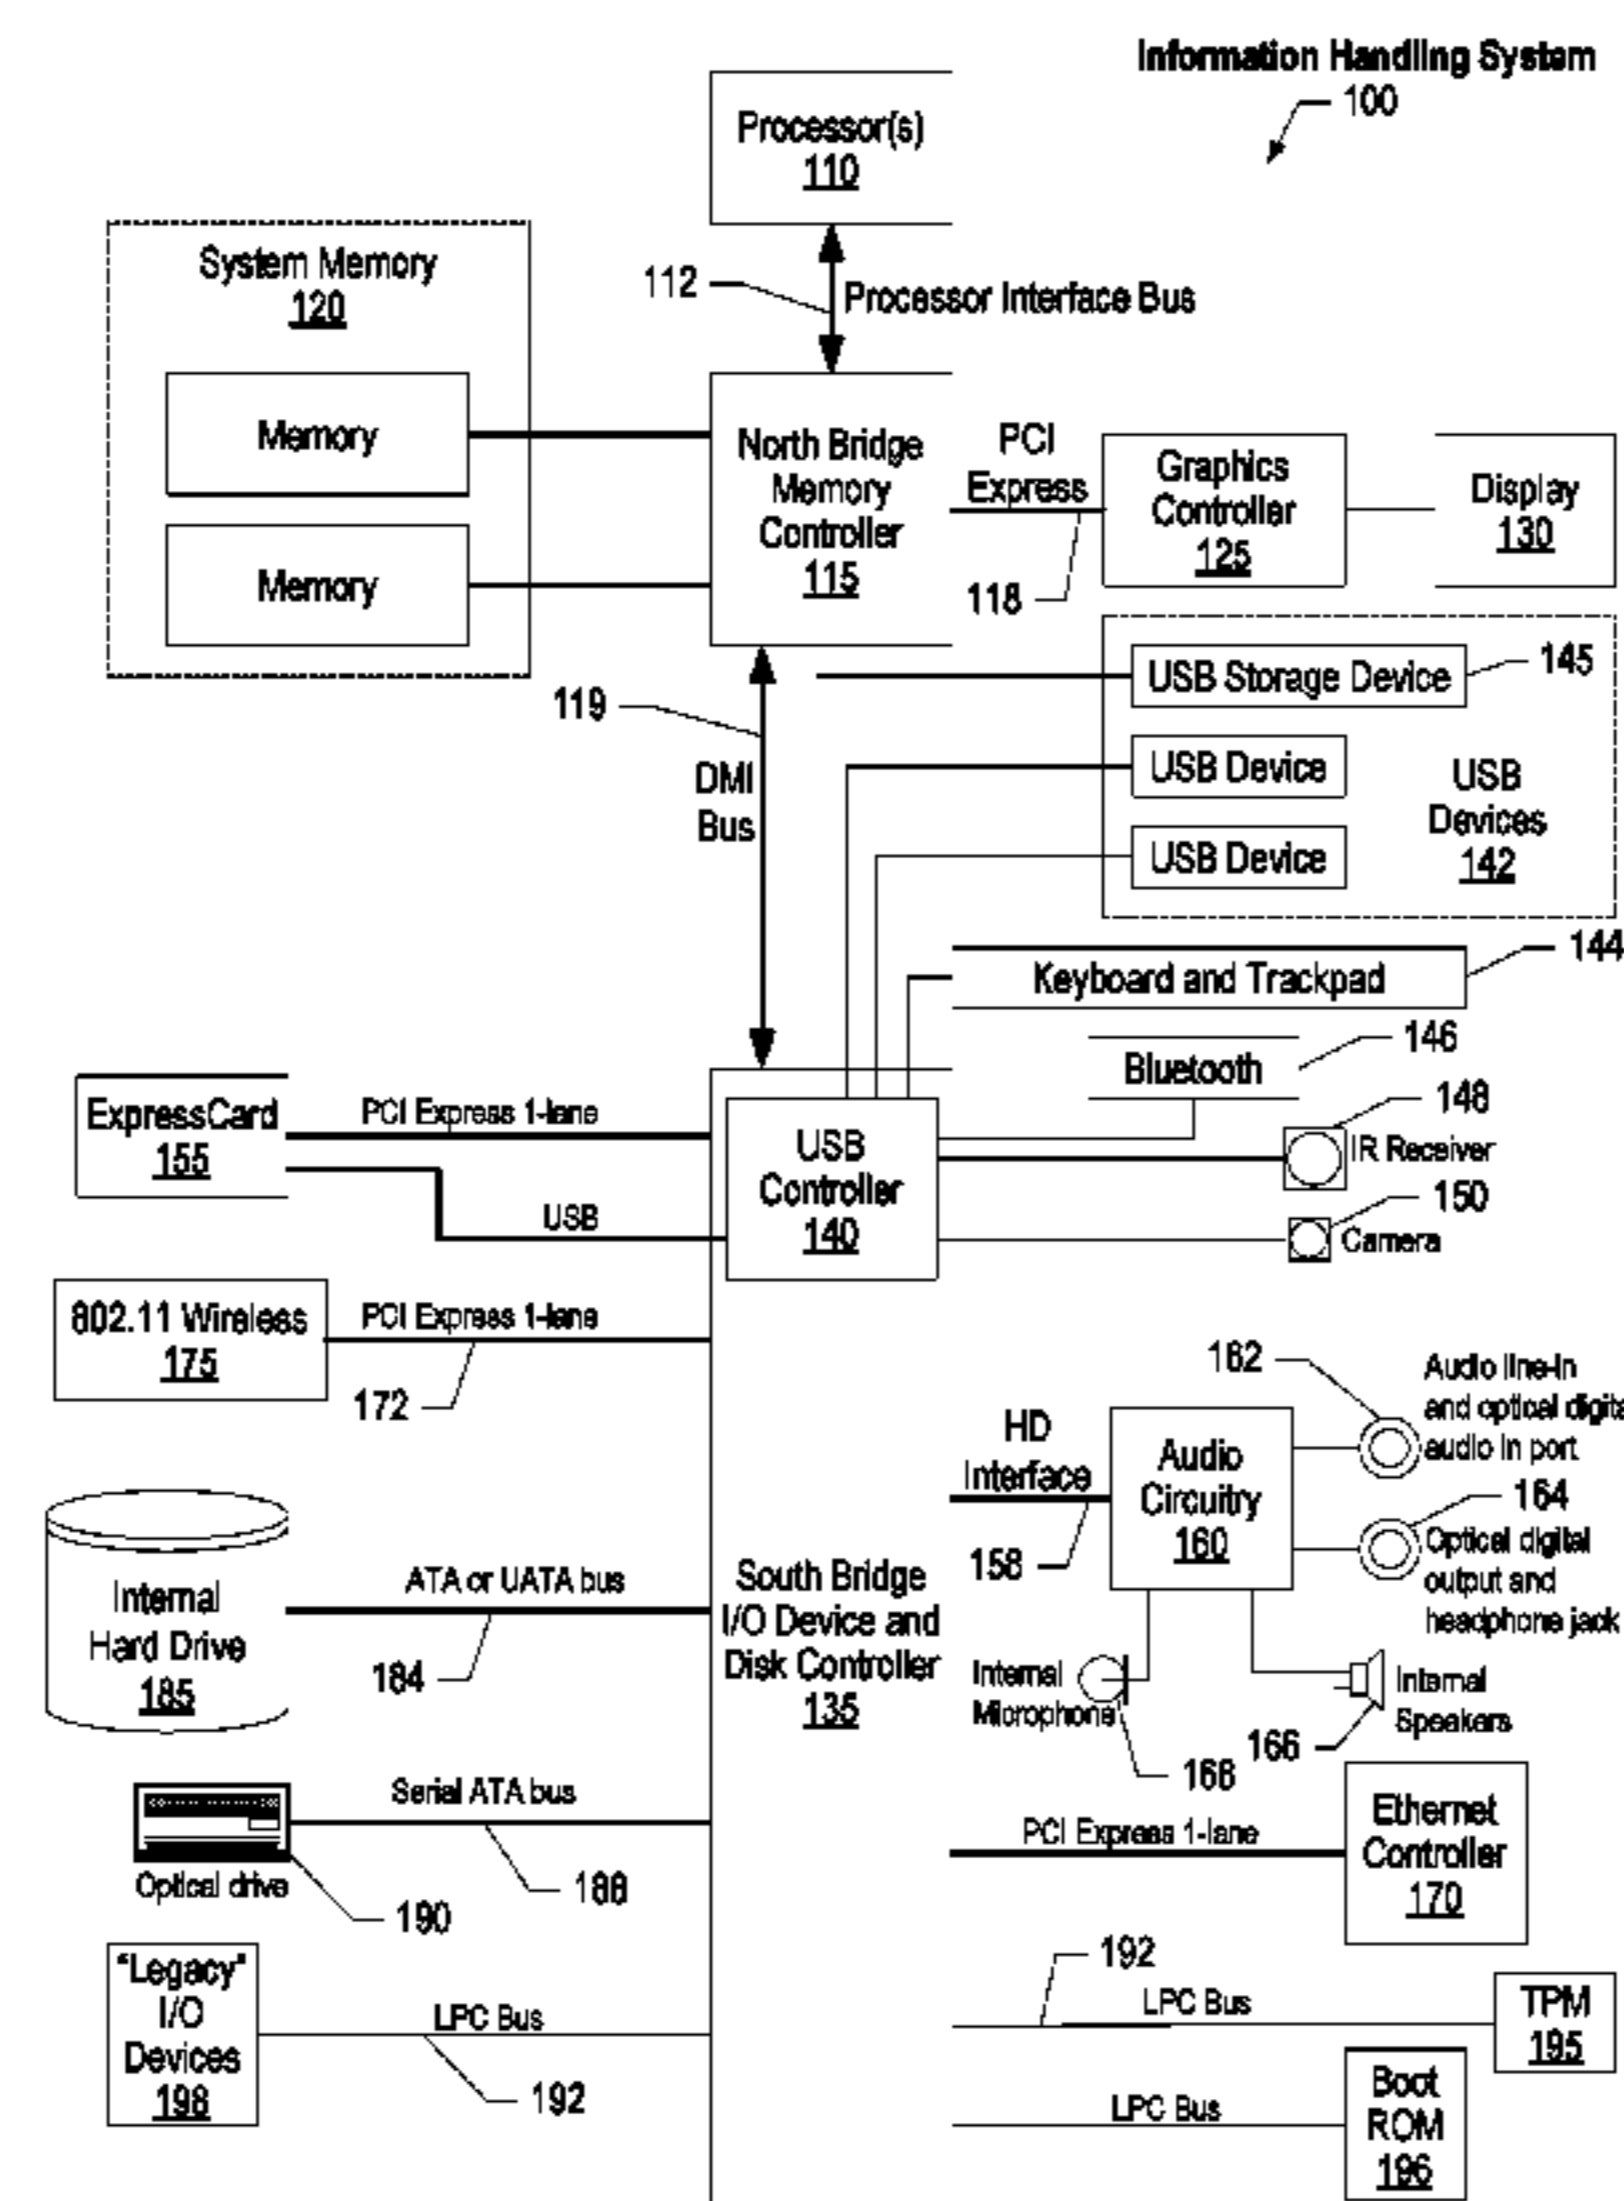 Information Handling System
100
Processor(s)
110
System Memory
120
112
Processor Interface Bus
Memory
Memory
North Bridge
Memory
Controller
115
PCI
Express
118
Graphics
Controller
125
Display
130
119
DMI
Bus
USB Storage Device
145
USB Device
USB Device
USB
Devices
142
Keyboard and Trackpad
144
Bluetooth
146
148
IR Receiver
150
Camera
ExpressCard
155
PCI Express 1-lane
USB
USB
Controller
140
802.11 Wireless
175
PCI Express 1-lane
172
162
Audio line-in
and optical digita
audio in port
HD
Interface
158
Audio
Circuitry
160
164
Optical digital
output and
headphone jack
Internal
Hard Drive
185
ATA or UATA bus
184
South Bridge
I/O Device and
Disk Controller
135
Internal
Microphone
168
Internal
Speakers
166
Optical drive
190
Serial ATA bus
188
PCI Express 1-lane
Ethernet
Controller
170
"Legacy"
I/O
Devices
198
LPC Bus
192
192
LPC Bus
TPM
195
LPC Bus
Boot
ROM
196